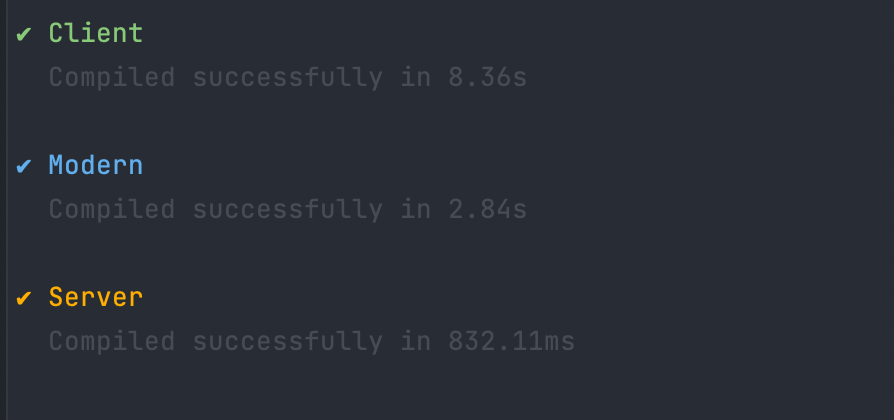 ✔ Client
Compiled successfully in 8.36s
✔ Modern
Compiled successfully in 2.84s
✔ Server
Compiled successfully in 832.11ms